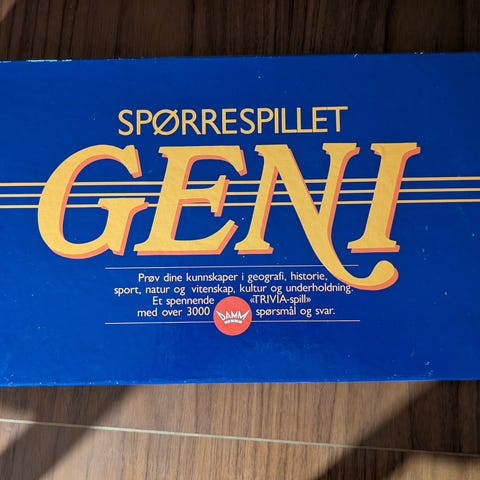 SPØRRESPILLET
GENI
Prøv dine kunnskaper i geografi, historie,
sport, natur og vitenskap, kultur og underholdning.
Et spennende «TRIVIA-spill»
med over 3000 spørsmål og svar.
DAMM